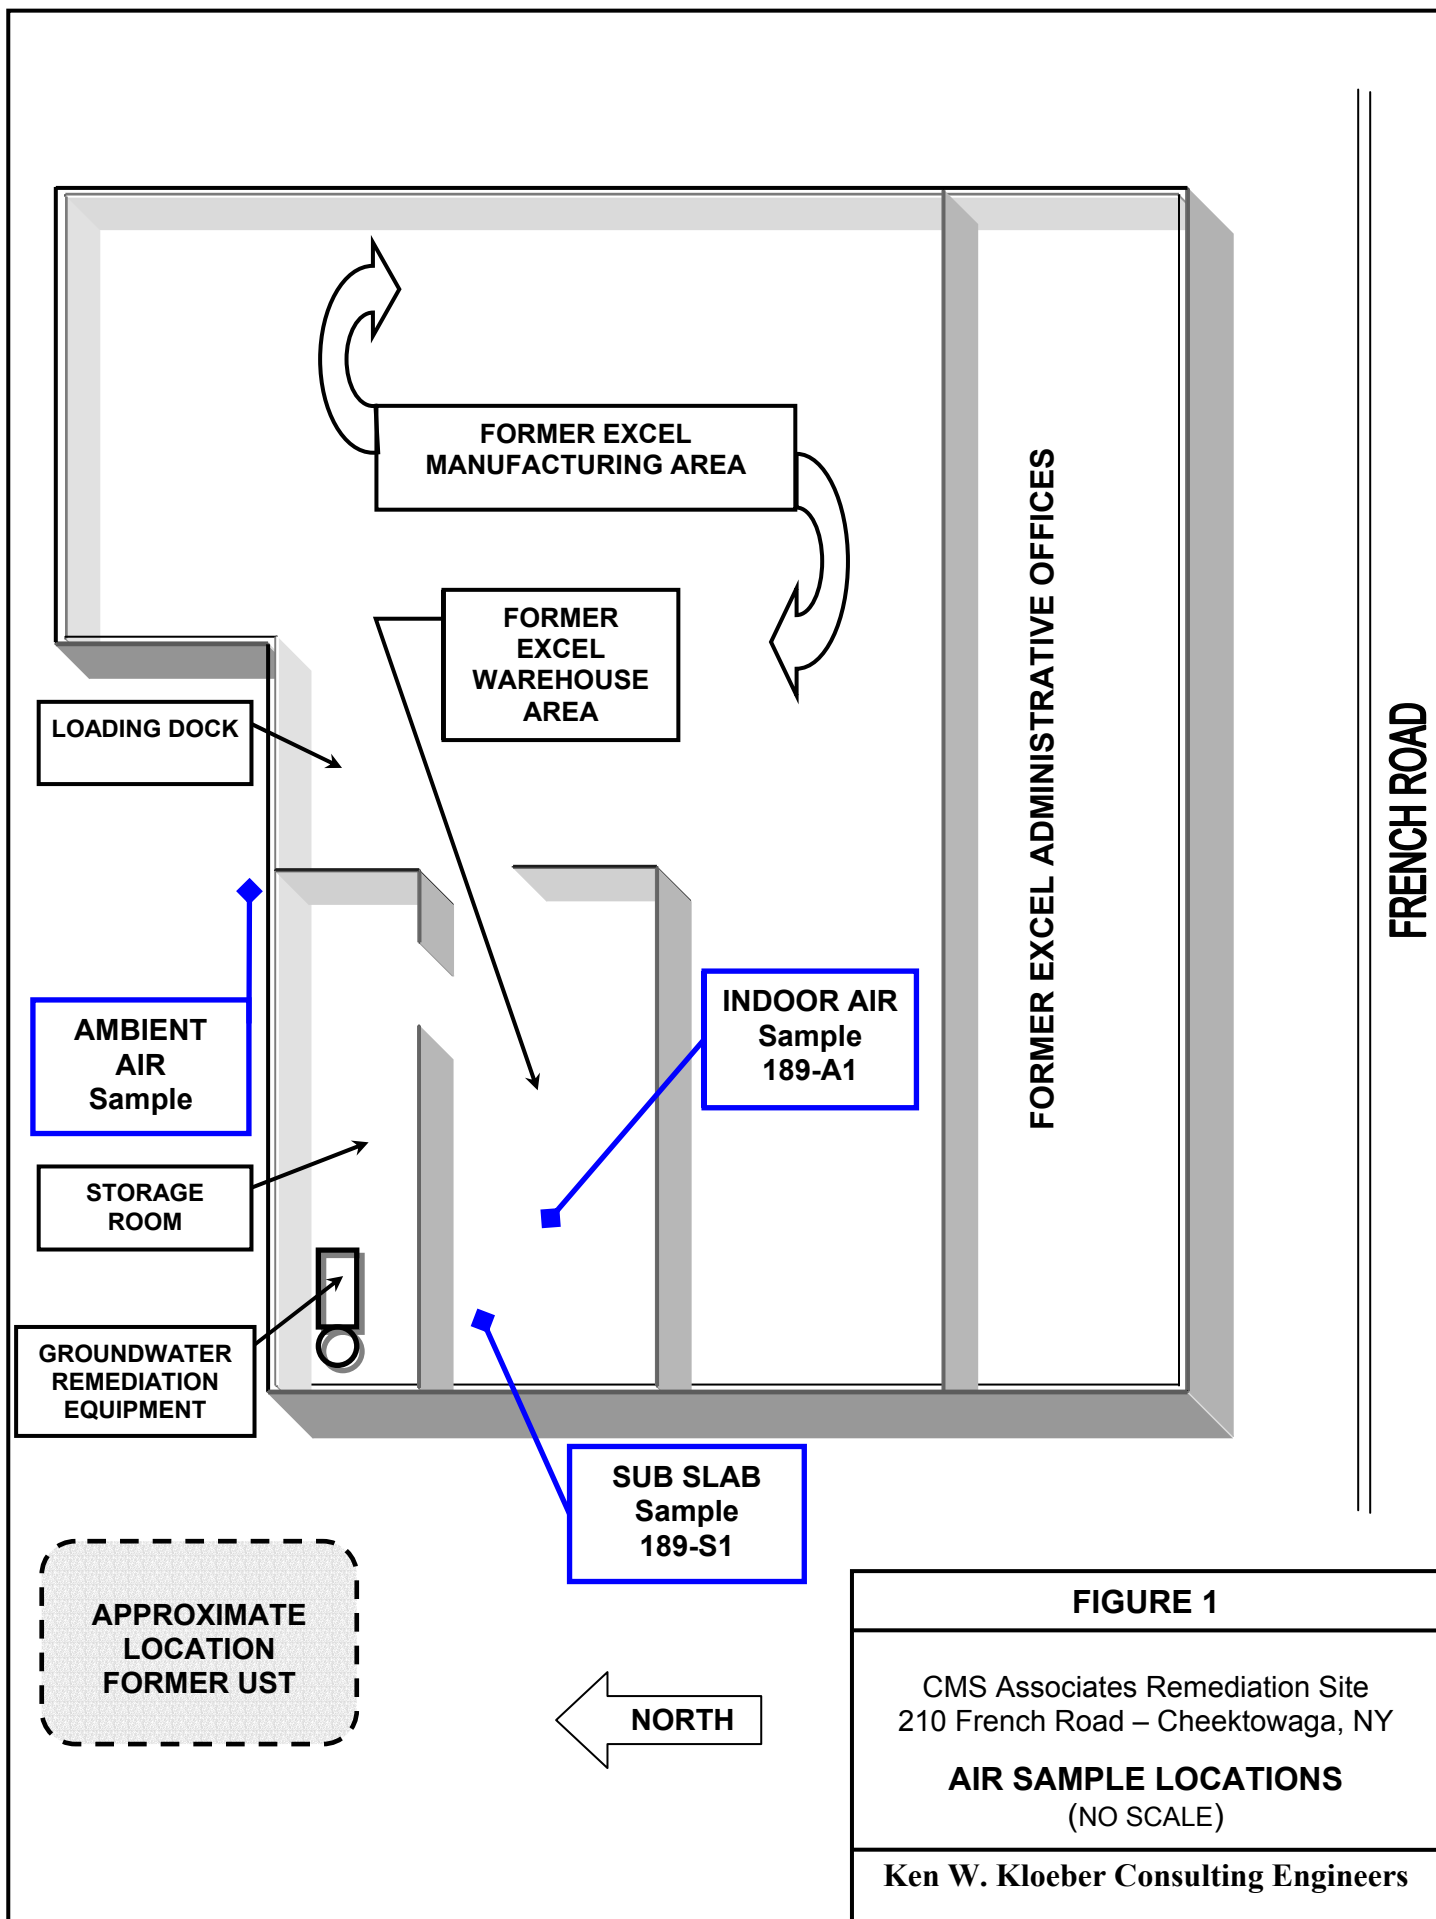 FORMER EXCEL
MANUFACTURING AREA
FORMER
EXCEL
WAREHOUSE
AREA
LOADING DOCK
FORMER EXCEL ADMINISTRATIVE OFFICES
FRENCH ROAD
AMBIENT
AIR
Sample
INDOOR AIR
Sample
189-A1
STORAGE
ROOM
GROUNDWATER
REMEDIATION
EQUIPMENT
SUB SLAB
Sample
189-S1
APPROXIMATE
LOCATION
FORMER UST
NORTH
FIGURE 1
CMS Associates Remediation Site
210 French Road – Cheektowaga, NY
AIR SAMPLE LOCATIONS
(NO SCALE)
Ken W. Kloeber Consulting Engineers